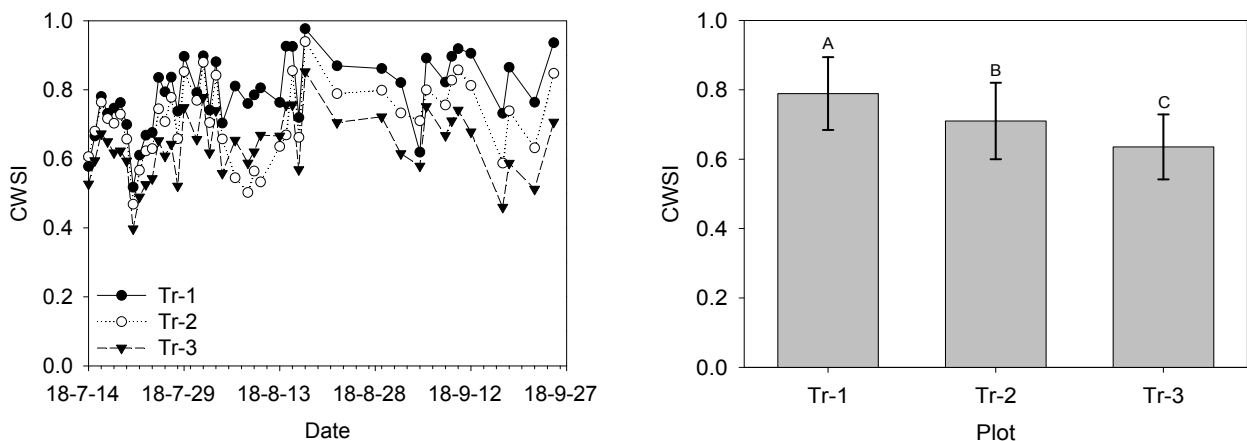 1.0
0.8
0.6
0.4
0.2
0.0
CWSI
Tr-1
Tr-2
Tr-3
18-7-14 18-7-29 18-8-13 18-8-28 18-9-12 18-9-27
Date
1.0
0.8
0.6
0.4
0.2
0.0
CWSI
A
B
C
Tr-1 Tr-2 Tr-3
Plot